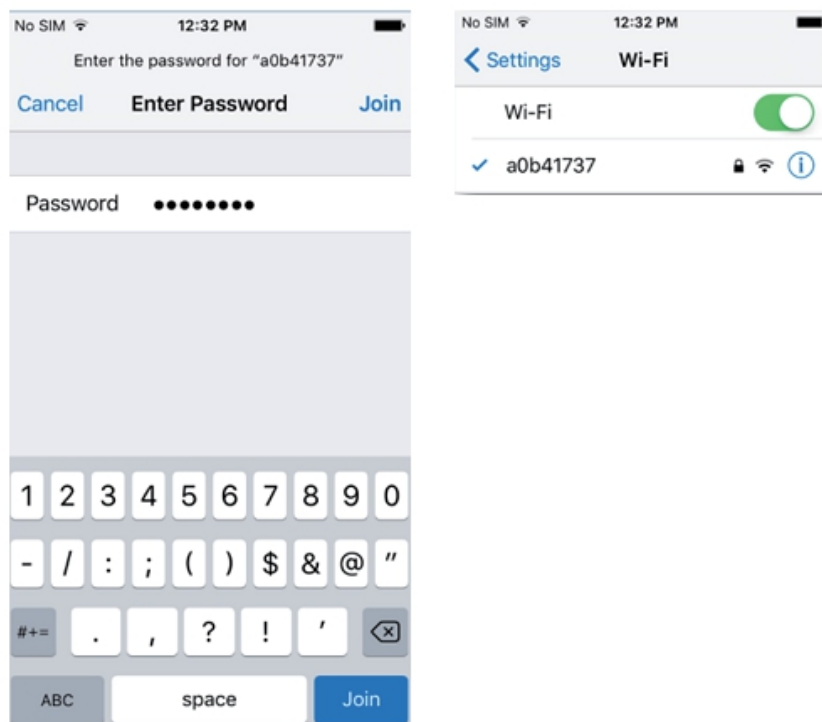 No SIM 12:32 PM
Enter the password for “a0b41737”
Cancel Enter Password Join
Password ●●●●●●●●
1 2 3 4 5 6 7 8 9 0
- / : ; ( ) $ & @ "
#+= . , ? ! ’
ABC space Join
No SIM 12:32 PM
Settings Wi-Fi
Wi-Fi
a0b41737